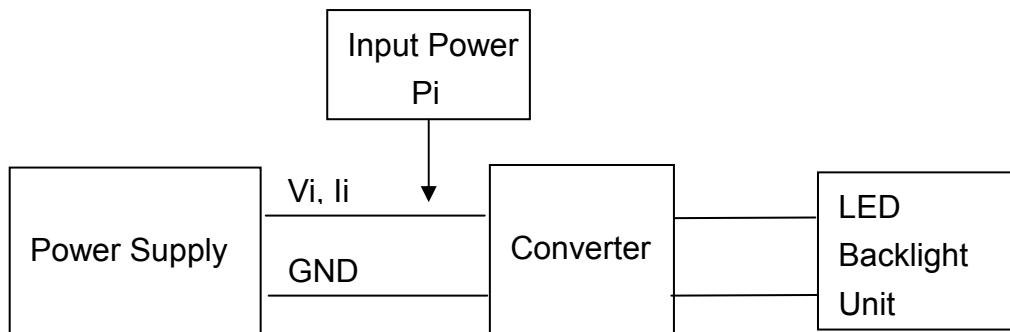 Input Power
Pi
Vi, Ii
Power Supply
GND
Converter
LED
Backlight
Unit